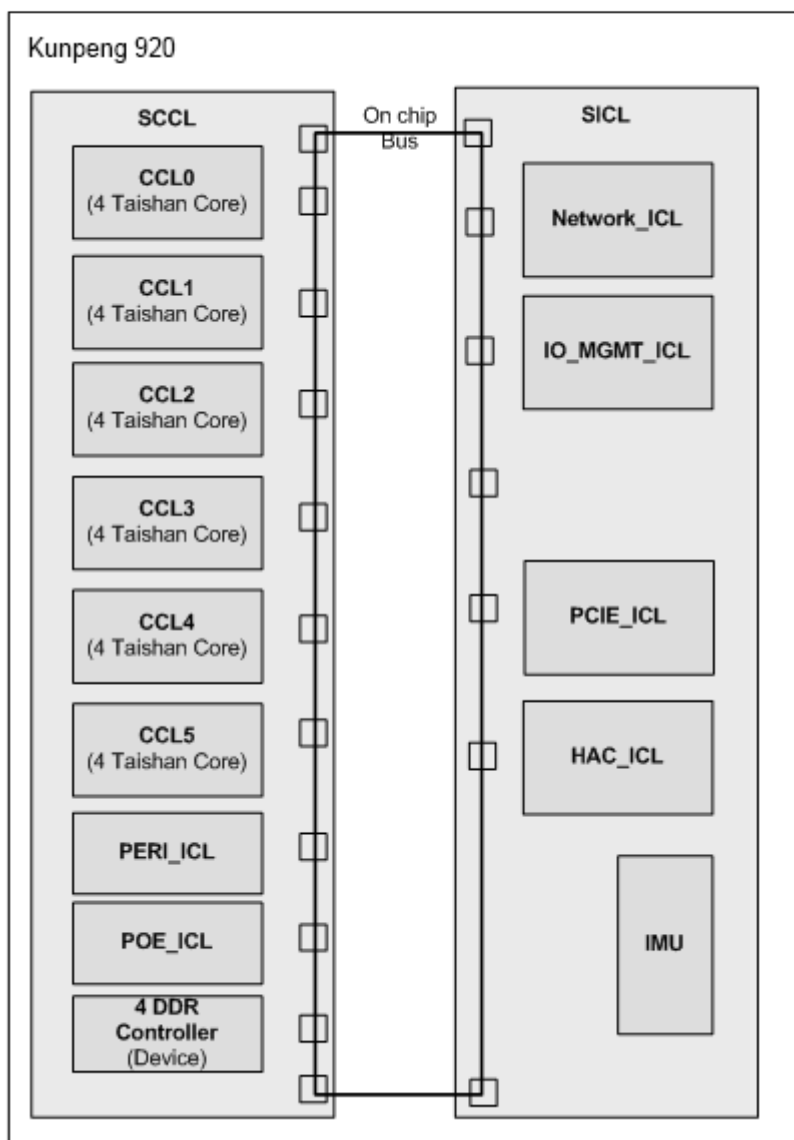 Kunpeng 920
SCCL
CCL0
(4 Taishan Core)
CCL1
(4 Taishan Core)
CCL2
(4 Taishan Core)
CCL3
(4 Taishan Core)
CCL4
(4 Taishan Core)
CCL5
(4 Taishan Core)
PERI_ICL
POE_ICL
4 DDR
Controller
(Device)
On chip
Bus
SICL
Network_ICL
IO_MGMT_ICL
PCIE_ICL
HAC_ICL
IMU